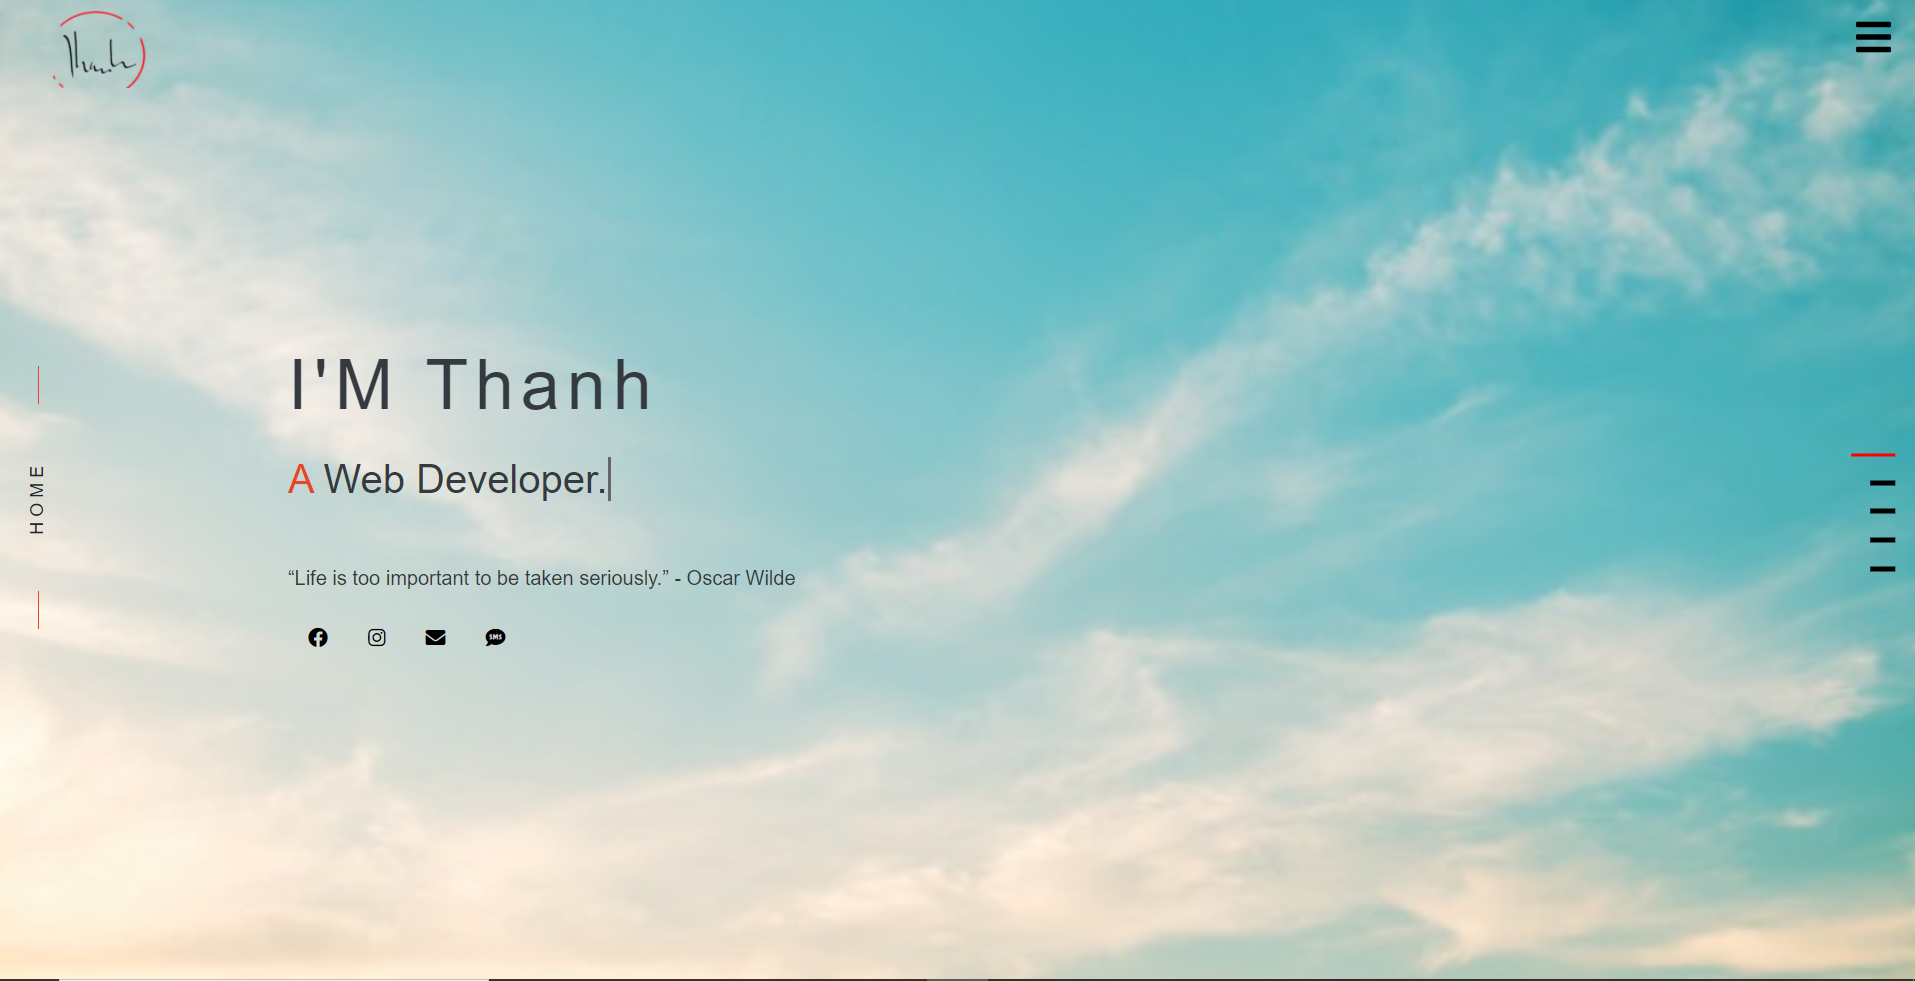 Thanh
I'M Thanh
A Web Developer.
HOME
“Life is too important to be taken seriously.” - Oscar Wilde
SMS